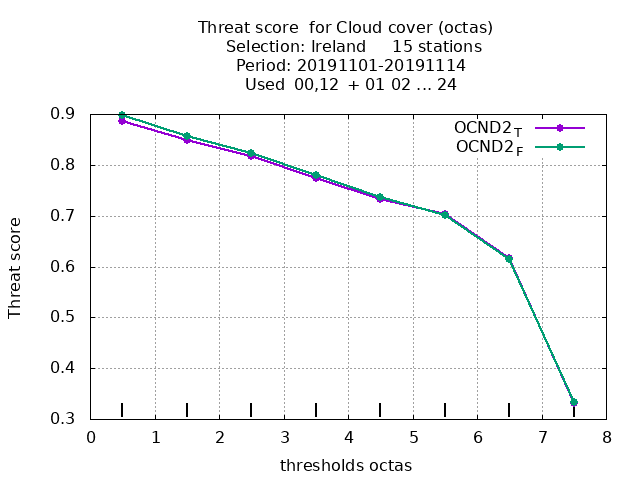 Threat score  for Cloud cover (octas)
Selection: Ireland     15 stations
Period: 20191101-20191114
Used  00,12  + 01 02 ... 24
OCND2T
OCND2F
0.9
0.8
0.7
0.6
0.5
0.4
0.3
Threat score
0 1 2 3 4 5 6 7 8
thresholds octas